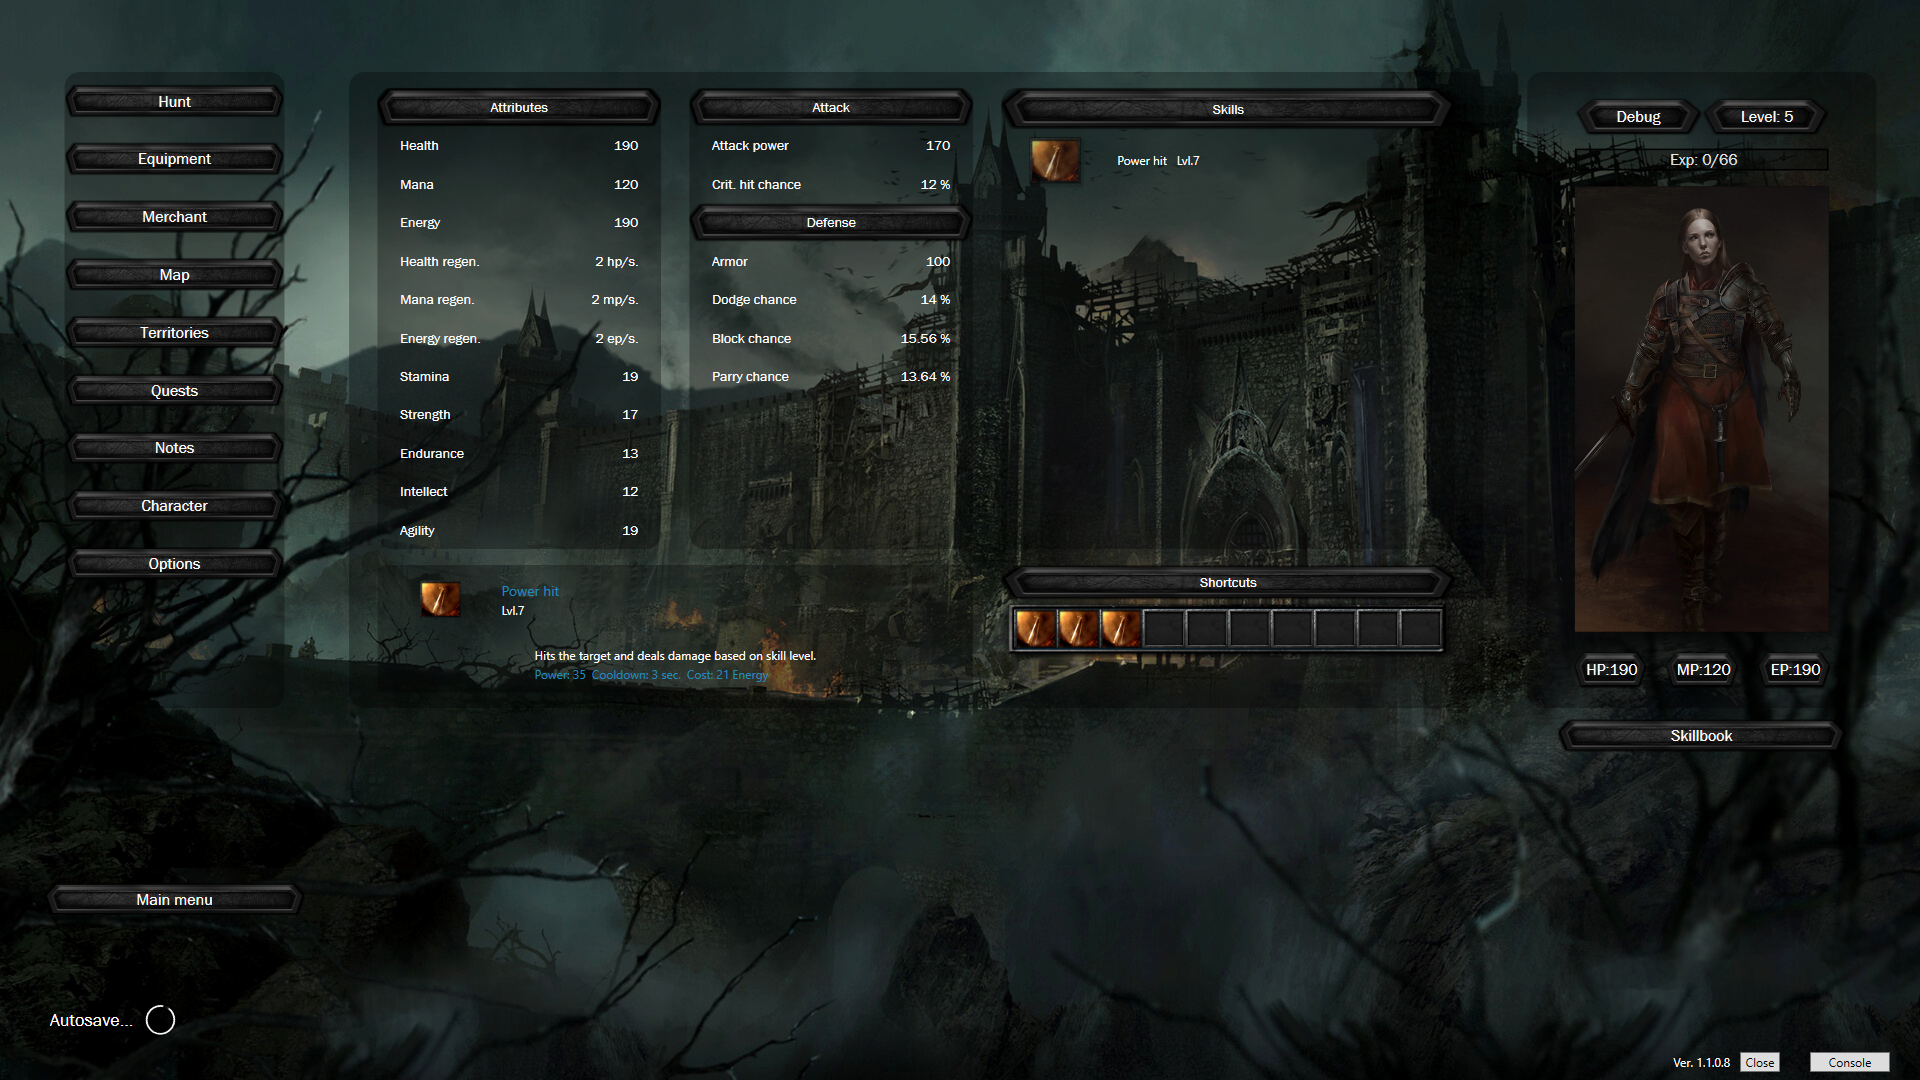 Hunt
Equipment
Merchant
Map
Territories
Quests
Notes
Character
Options
Main menu
Autosave...
Attributes
Health 190
Mana 120
Energy 190
Health regen. 2 hp/s.
Mana regen. 2 mp/s.
Energy regen. 2 ep/s.
Stamina 19
Strength 17
Endurance 13
Intellect 12
Agility 19
Attack
Attack power 170
Crit. hit chance 12 %
Defense
Armor 100
Dodge chance 14 %
Block chance 15.56 %
Parry chance 13.64 %
Skills
Power hit Lvl.7
Power hit
Lvl.7
Hits the target and deals damage based on skill level.
Power: 35 Cooldown: 3 sec. Cost: 21 Energy
Shortcuts
Debug Level: 5
Exp: 0/66
HP:190 MP:120 EP:190
Skillbook
Ver. 1.1.0.8 Close Console